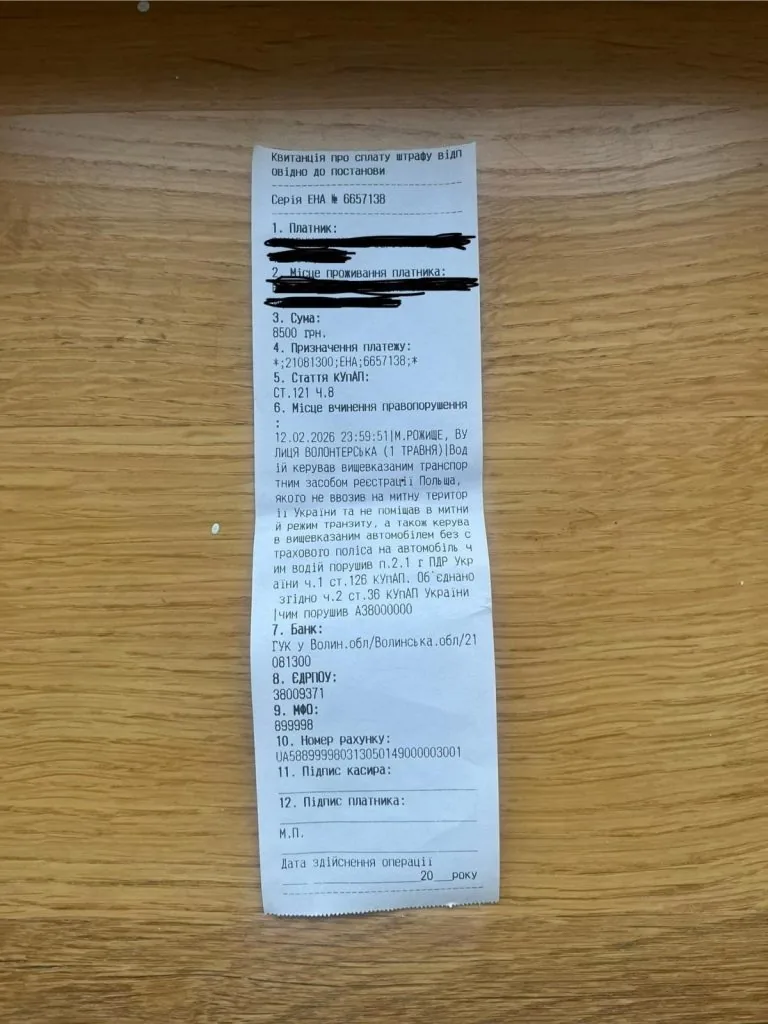 Квитанція про сплату штрафу відп
овідно до постанови
Серія ЕНА № 6657138
1. Платник:
2. Місце проживання платника:
3. Сума:
8500 грн.
4. Призначення платежу:
*;21081300;ЕНА;6657138;*
5. Стаття КУпАП:
СТ.121 Ч.8
6. Місце вчинення правопорушення
:
12.02.2026 23:59:51|М.РОЖИЩЕ, ВУ
ЛИЦЯ ВОЛОНТЕРСЬКА (1 ТРАВНЯ)|Вод
ій керував вищевказаним транспор
тним засобом реєстрації Польща,
якого не ввозив на митну територ
ії України та не поміщав в митни
й режим транзиту, а також керува
в вищевказаним автомобілем без с
трахового поліса на автомобіль ч
им водій порушив п.2.1 г ПДР Укр
аїни ч.1 ст.126 КУпАП. Об'єднано
згідно ч.2 ст.36 КУпАП України
|чим порушив А38000000
7. Банк:
ГУК у Волин.обл/Волинська.обл/21
081300
8. ЄДРПОУ:
38009371
9. МФО:
899998
10. Номер рахунку:
UA588999980313050149000003001
11. Підпис касира:
12. Підпис платника:
М.П.
Дата здійснення операції
20 року